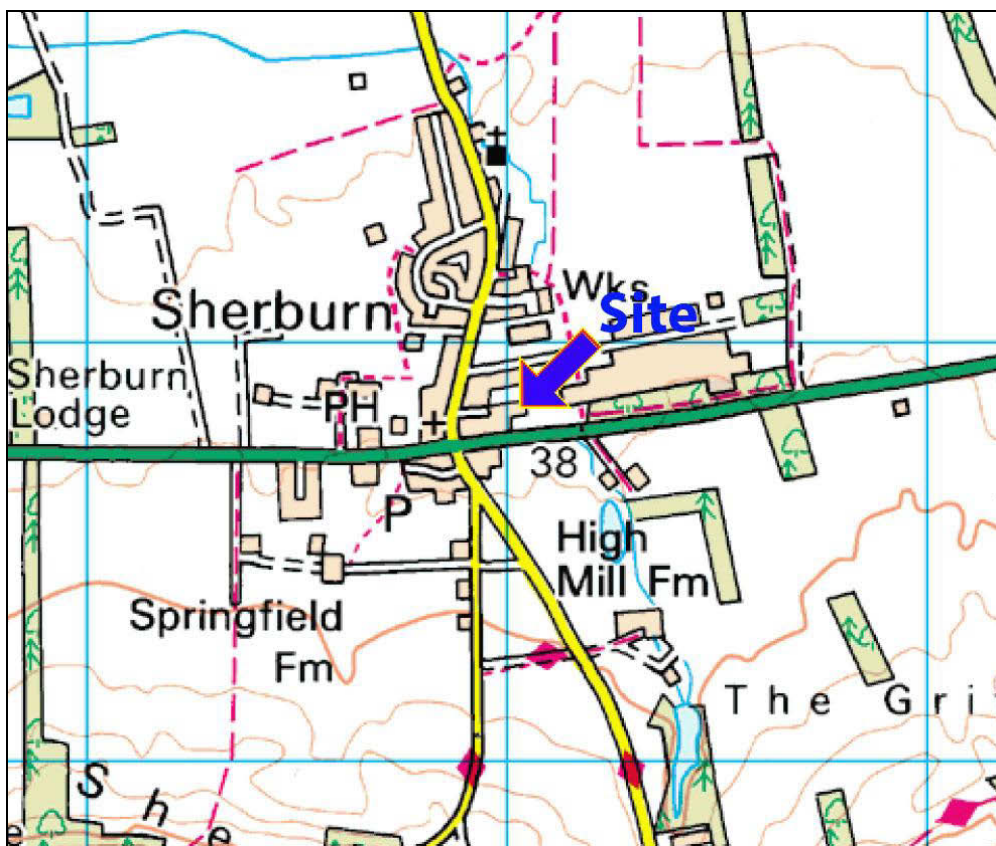 Wks
Site
Sherburn
Sherburn
Lodge
PH
38
P
High
Mill Fm
Springfield
Fm
The Gri
She